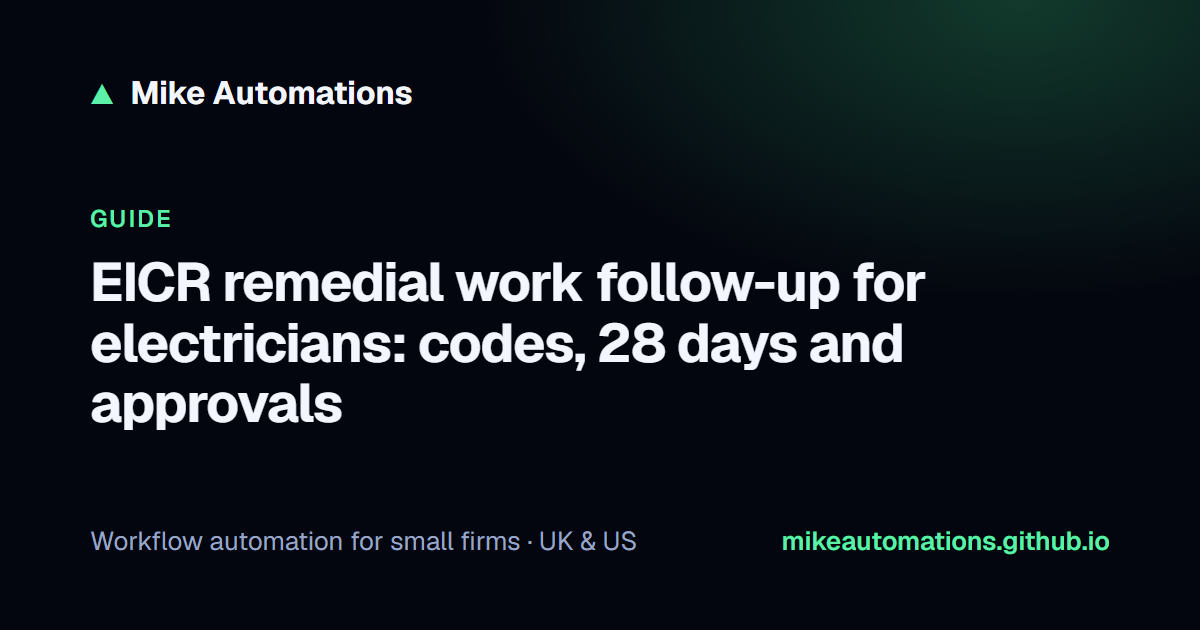 Mike Automations
GUIDE
EICR remedial work follow-up for
electricians: codes, 28 days and
approvals
Workflow automation for small firms · UK & US
mikeautomations.github.io